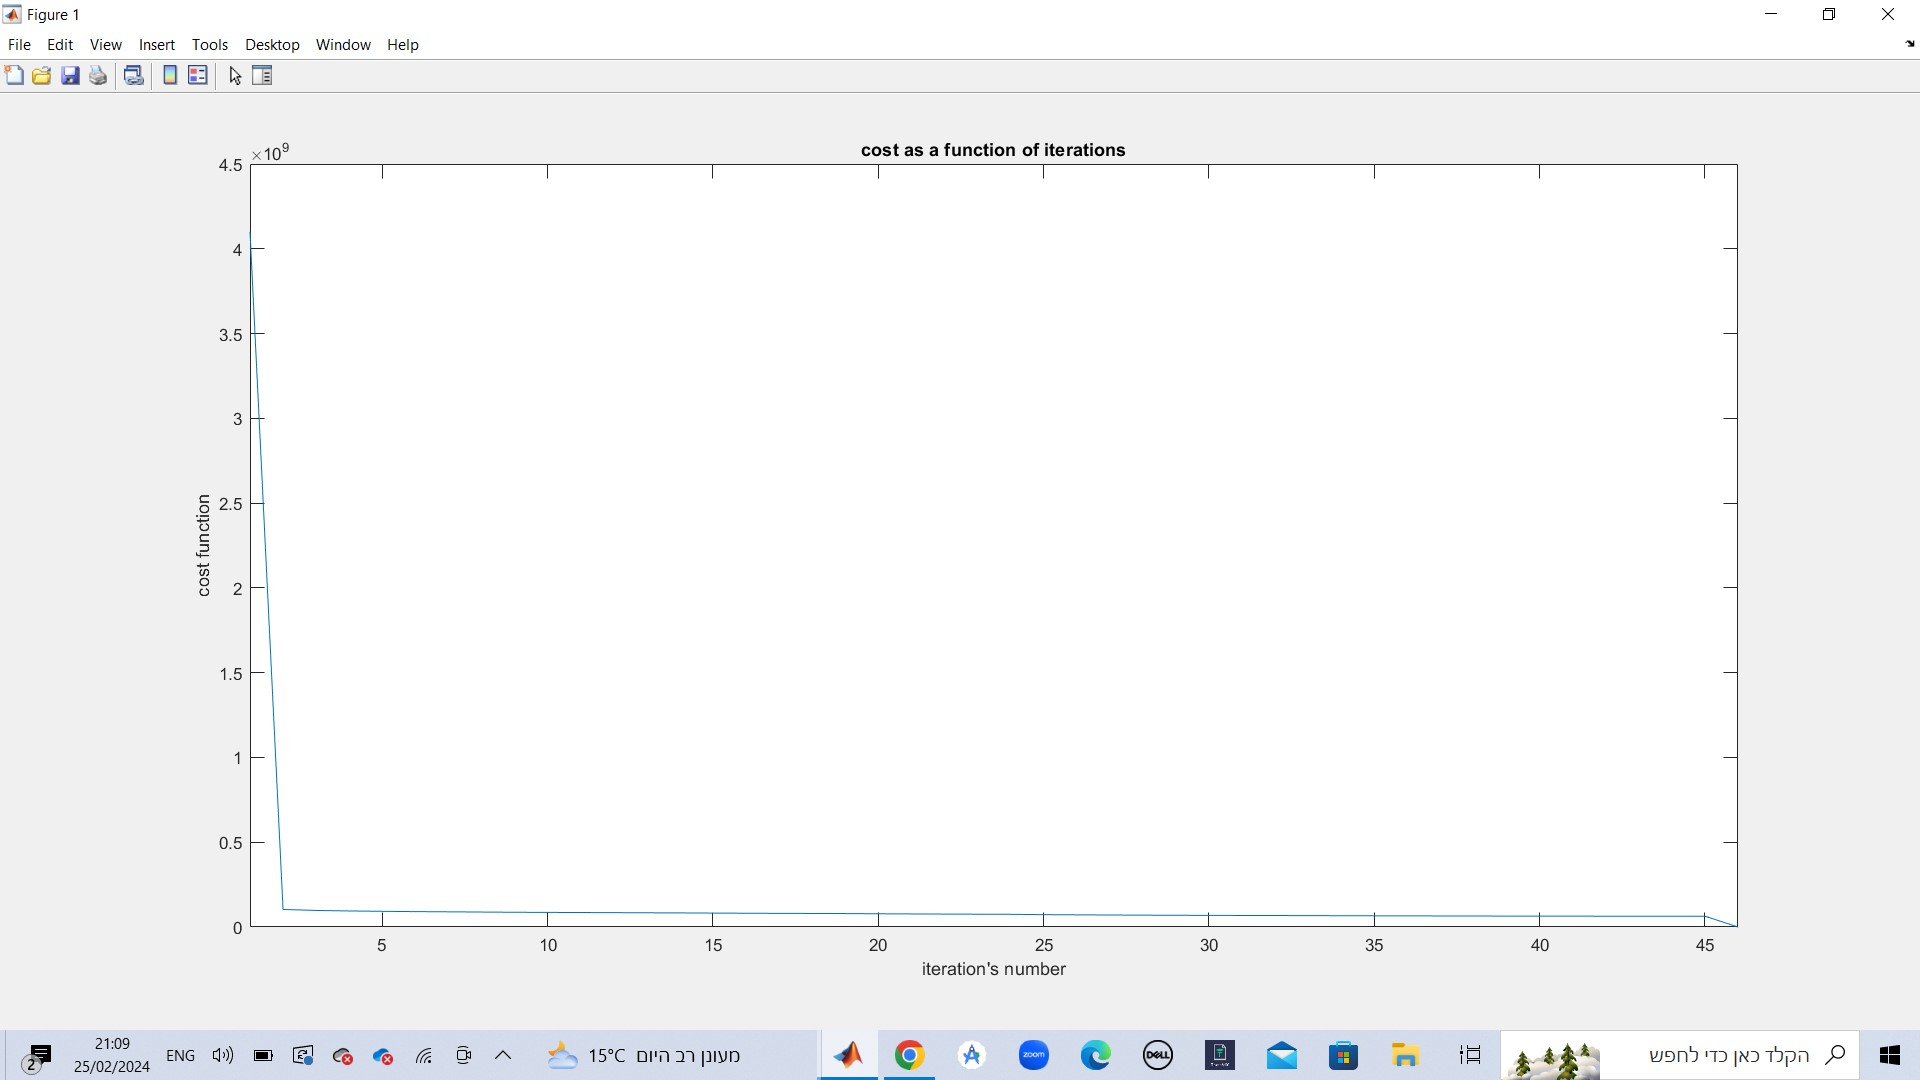 Figure 1
File Edit View Insert Tools Desktop Window Help
×10⁹
cost as a function of iterations
4.5
4
3.5
3
2.5
2
1.5
1
0.5
0
cost function
5 10 15 20 25 30 35 40 45
iteration's number
2
21:09
25/02/2024
ENG
15°C מעונן רב היום
zoom
DELL
הקלד כאן כדי לחפש